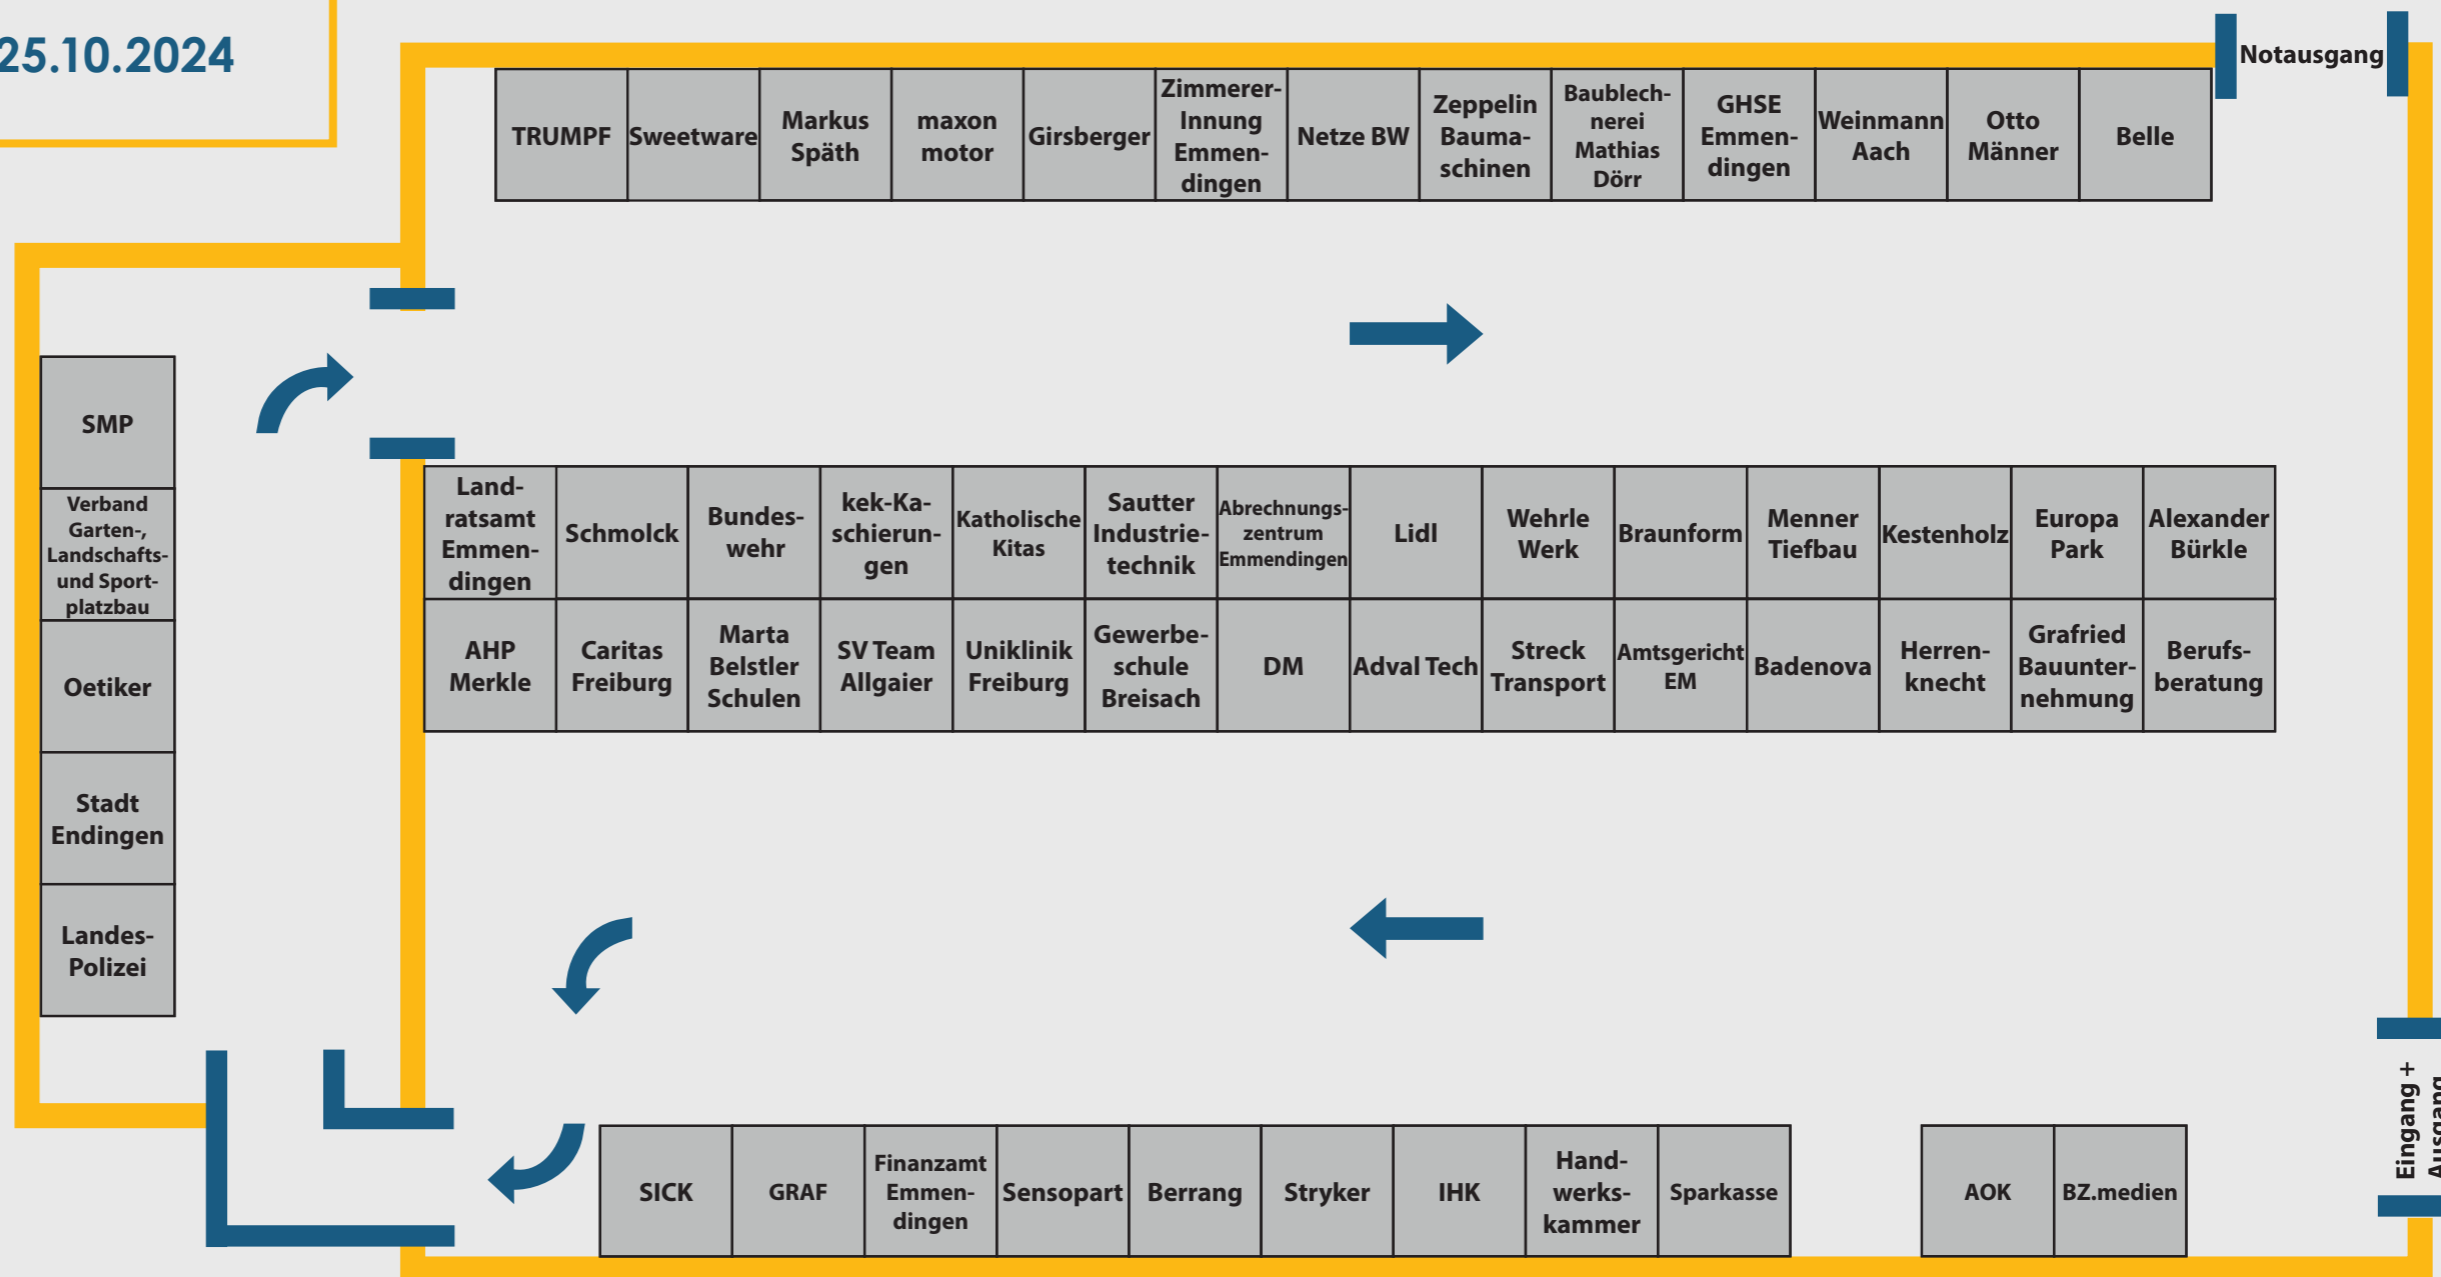 25.10.2024
Notausgang
TRUMPF
Sweetware
Markus
Späth
maxon
motor
Girsberger
Zimmerer-
Innung
Emmen-
dingen
Netze BW
Zeppelin
Bauma-
schinen
Baublech-
nerei
Mathias
Dörr
GHSE
Emmen-
dingen
Weinmann
Aach
Otto
Männer
Belle
SMP
Verband
Garten-,
Landschafts-
und Sport-
platzbau
Oetiker
Stadt
Endingen
Landes-
Polizei
Land-
ratsamt
Emmen-
dingen
Schmolck
Bundes-
wehr
kek-Ka-
schierun-
gen
Katholische
Kitas
Sautter
Industrie-
technik
Abrechnungs-
zentrum
Emmendingen
Lidl
Wehrle
Werk
Braunform
Menner
Tiefbau
Kestenholz
Europa
Park
Alexander
Bürkle
AHP
Merkle
Caritas
Freiburg
Marta
Belstler
Schulen
SV Team
Allgaier
Uniklinik
Freiburg
Gewerbe-
schule
Breisach
DM
Adval Tech
Streck
Transport
Amtsgericht
EM
Badenova
Herren-
knecht
Grafried
Bauunter-
nehmung
Berufs-
beratung
SICK
GRAF
Finanzamt
Emmen-
dingen
Sensopart
Berrang
Stryker
IHK
Hand-
werks-
kammer
Sparkasse
AOK
BZ.medien
Eingang +
Ausgang